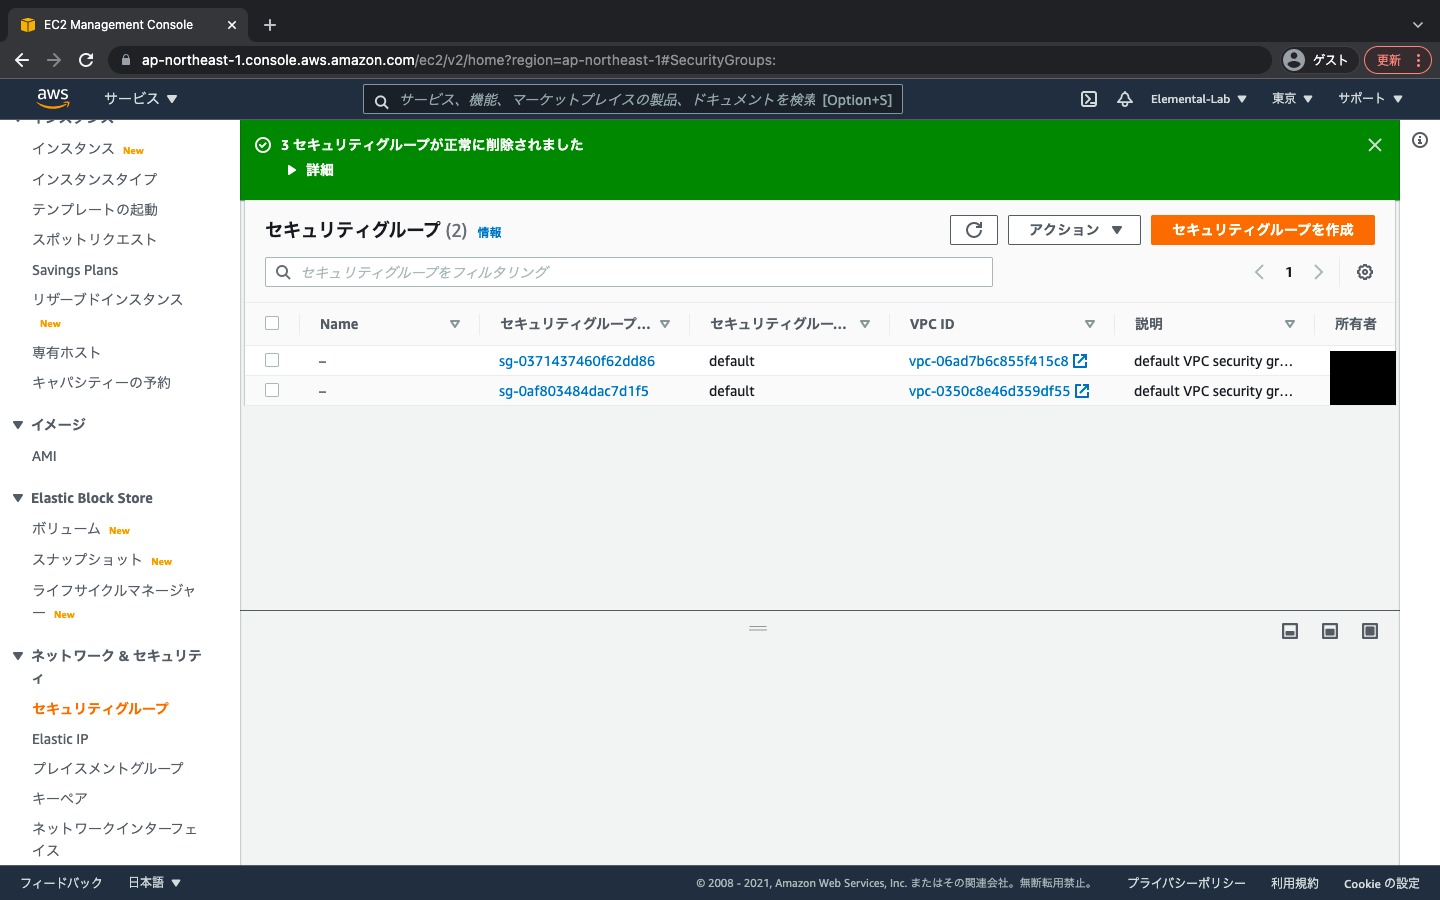 EC2 Management Console
ap-northeast-1.console.aws.amazon.com/ec2/v2/home?region=ap-northeast-1#SecurityGroups:
ゲスト
更新
aws
サービス
サービス、機能、マーケットプレイスの製品、ドキュメントを検索 [Option+S]
Elemental-Lab
東京
サポート
インスタンス
インスタンス New
インスタンスタイプ
テンプレートの起動
スポットリクエスト
Savings Plans
リザーブドインスタンス
New
専有ホスト
キャパシティーの予約
イメージ
AMI
Elastic Block Store
ボリューム New
スナップショット New
ライフサイクルマネージャ
ー New
ネットワーク & セキュリテ
ィ
セキュリティグループ
Elastic IP
プレイスメントグループ
キーペア
ネットワークインターフェ
イス
3 セキュリティグループが正常に削除されました
詳細
セキュリティグループ (2) 情報
アクション
セキュリティグループを作成
セキュリティグループをフィルタリング
1
Name セキュリティグループ... セキュリティグルー... VPC ID 説明 所有者
– sg-0371437460f62dd86 default vpc-06ad7b6c855f415c8 default VPC security gr...
– sg-0af803484dac7d1f5 default vpc-0350c8e46d359df55 default VPC security gr...
フィードバック
日本語
© 2008 - 2021, Amazon Web Services, Inc. またはその関連会社。無断転用禁止。
プライバシーポリシー
利用規約
Cookie の設定